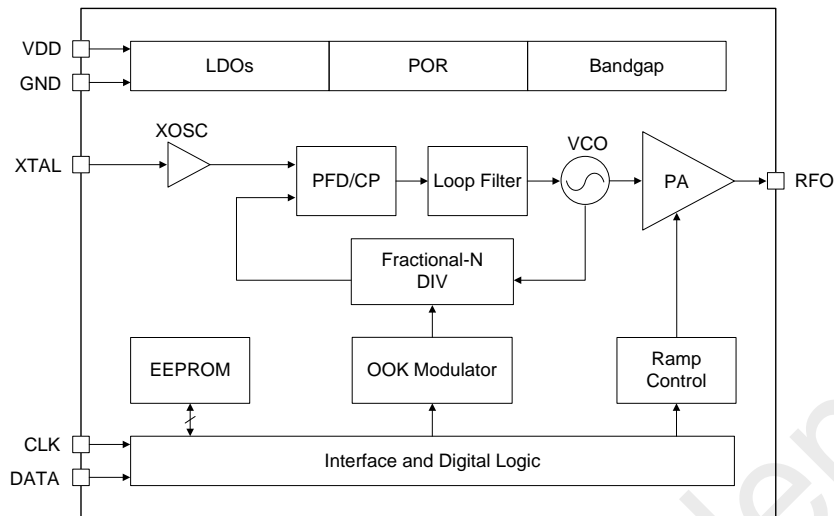 VDD
GND
LDOs
POR
Bandgap
XTAL
XOSC
PFD/CP
Loop Filter
VCO
PA
RFO
Fractional-N
DIV
EEPROM
OOK Modulator
Ramp
Control
CLK
DATA
Interface and Digital Logic